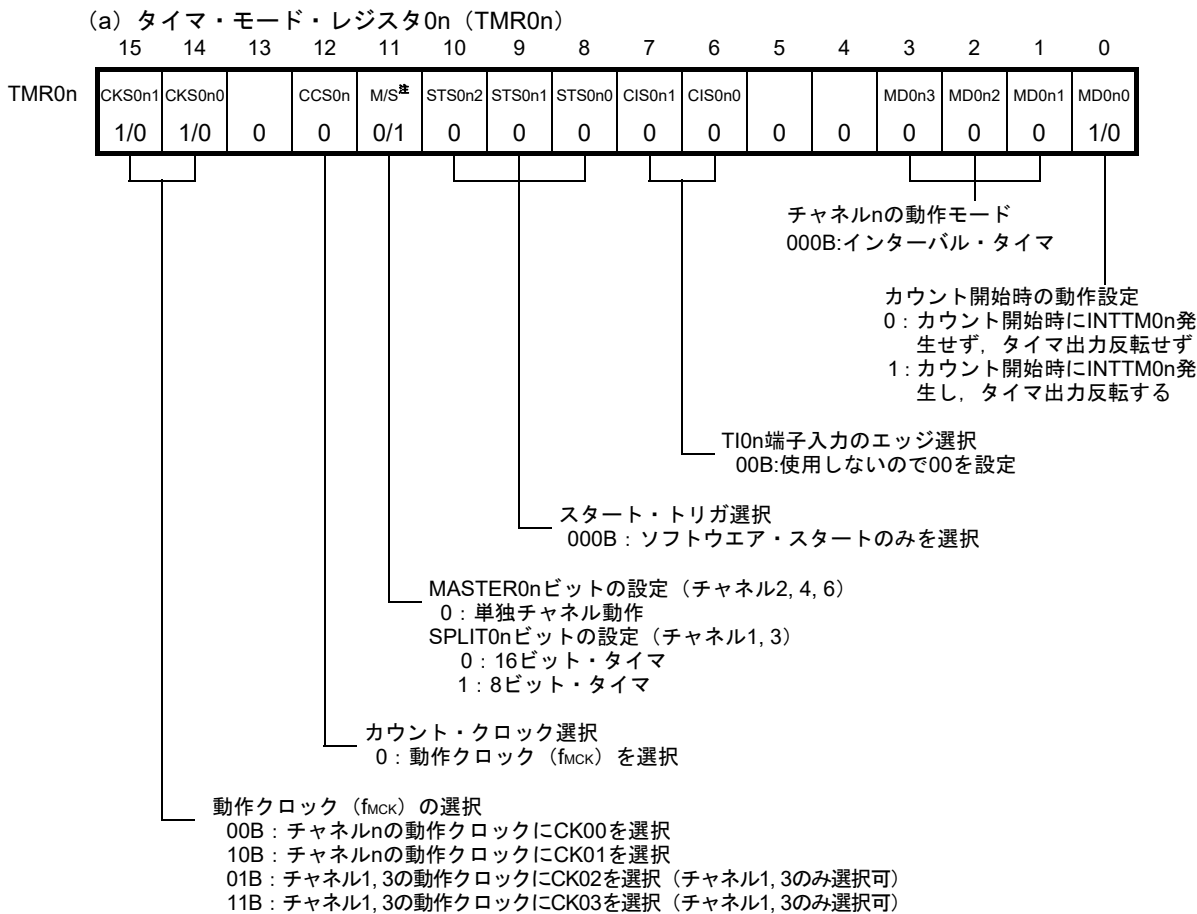 （a）タイマ・モード・レジスタ0n（TMR0n）
15 14 13 12 11 10 9 8 7 6 5 4 3 2 1 0
TMR0n CKS0n1 CKS0n0 CCS0n M/S注 STS0n2 STS0n1 STS0n0 CIS0n1 CIS0n0 MD0n3 MD0n2 MD0n1 MD0n0
1/0 1/0 0 0 0/1 0 0 0 0 0 0 0 0 0 0 1/0
チャネルnの動作モード
000B:インターバル・タイマ
カウント開始時の動作設定
0：カウント開始時にINTTM0n発
生せず，タイマ出力反転せず
1：カウント開始時にINTTM0n発
生し，タイマ出力反転する
TI0n端子入力のエッジ選択
00B:使用しないので00を設定
スタート・トリガ選択
000B：ソフトウエア・スタートのみを選択
MASTER0nビットの設定（チャネル2, 4, 6）
0：単独チャネル動作
SPLIT0nビットの設定（チャネル1, 3）
0：16ビット・タイマ
1：8ビット・タイマ
カウント・クロック選択
0：動作クロック（fMCK）を選択
動作クロック（fMCK）の選択
00B：チャネルnの動作クロックにCK00を選択
10B：チャネルnの動作クロックにCK01を選択
01B：チャネル1, 3の動作クロックにCK02を選択（チャネル1, 3のみ選択可）
11B：チャネル1, 3の動作クロックにCK03を選択（チャネル1, 3のみ選択可）